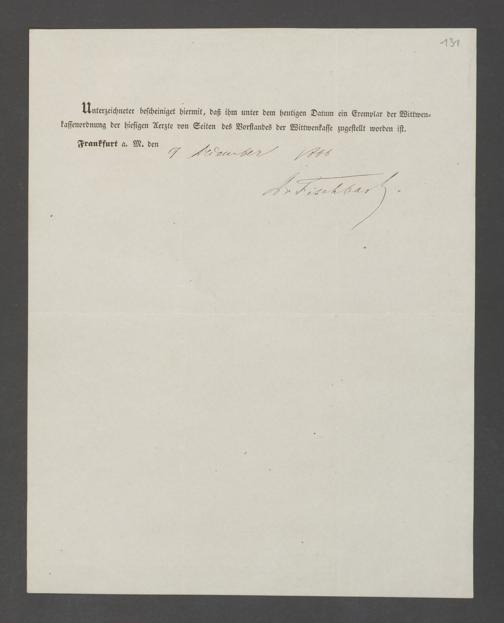 131
Unterzeichneter bescheiniget hiermit, daß ihm unter dem heutigen Datum ein Exemplar der Wittwen-
kassenordnung der hiesigen Aerzte von Seiten des Vorstandes der Wittwenkasse zugestellt worden ist.
Frankfurt a. M. den 9 December 1866
Dr Fischbach.